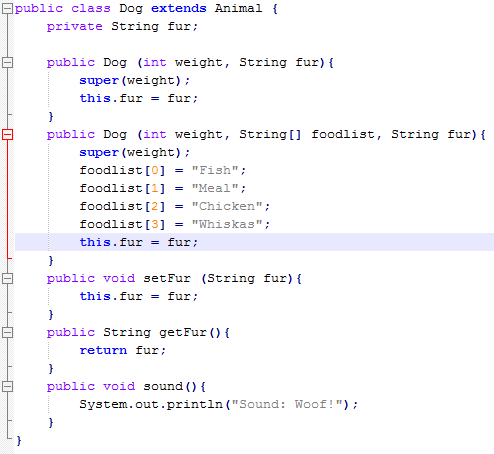 public class Dog extends Animal {
    private String fur;

    public Dog (int weight, String fur){
        super(weight);
        this.fur = fur;
    }
    public Dog (int weight, String[] foodlist, String fur){
        super(weight);
        foodlist[0] = "Fish";
        foodlist[1] = "Meal";
        foodlist[2] = "Chicken";
        foodlist[3] = "Whiskas";
        this.fur = fur;
    }
    public void setFur (String fur){
        this.fur = fur;
    }
    public String getFur(){
        return fur;
    }
    public void sound(){
        System.out.println("Sound: Woof!");
    }
}